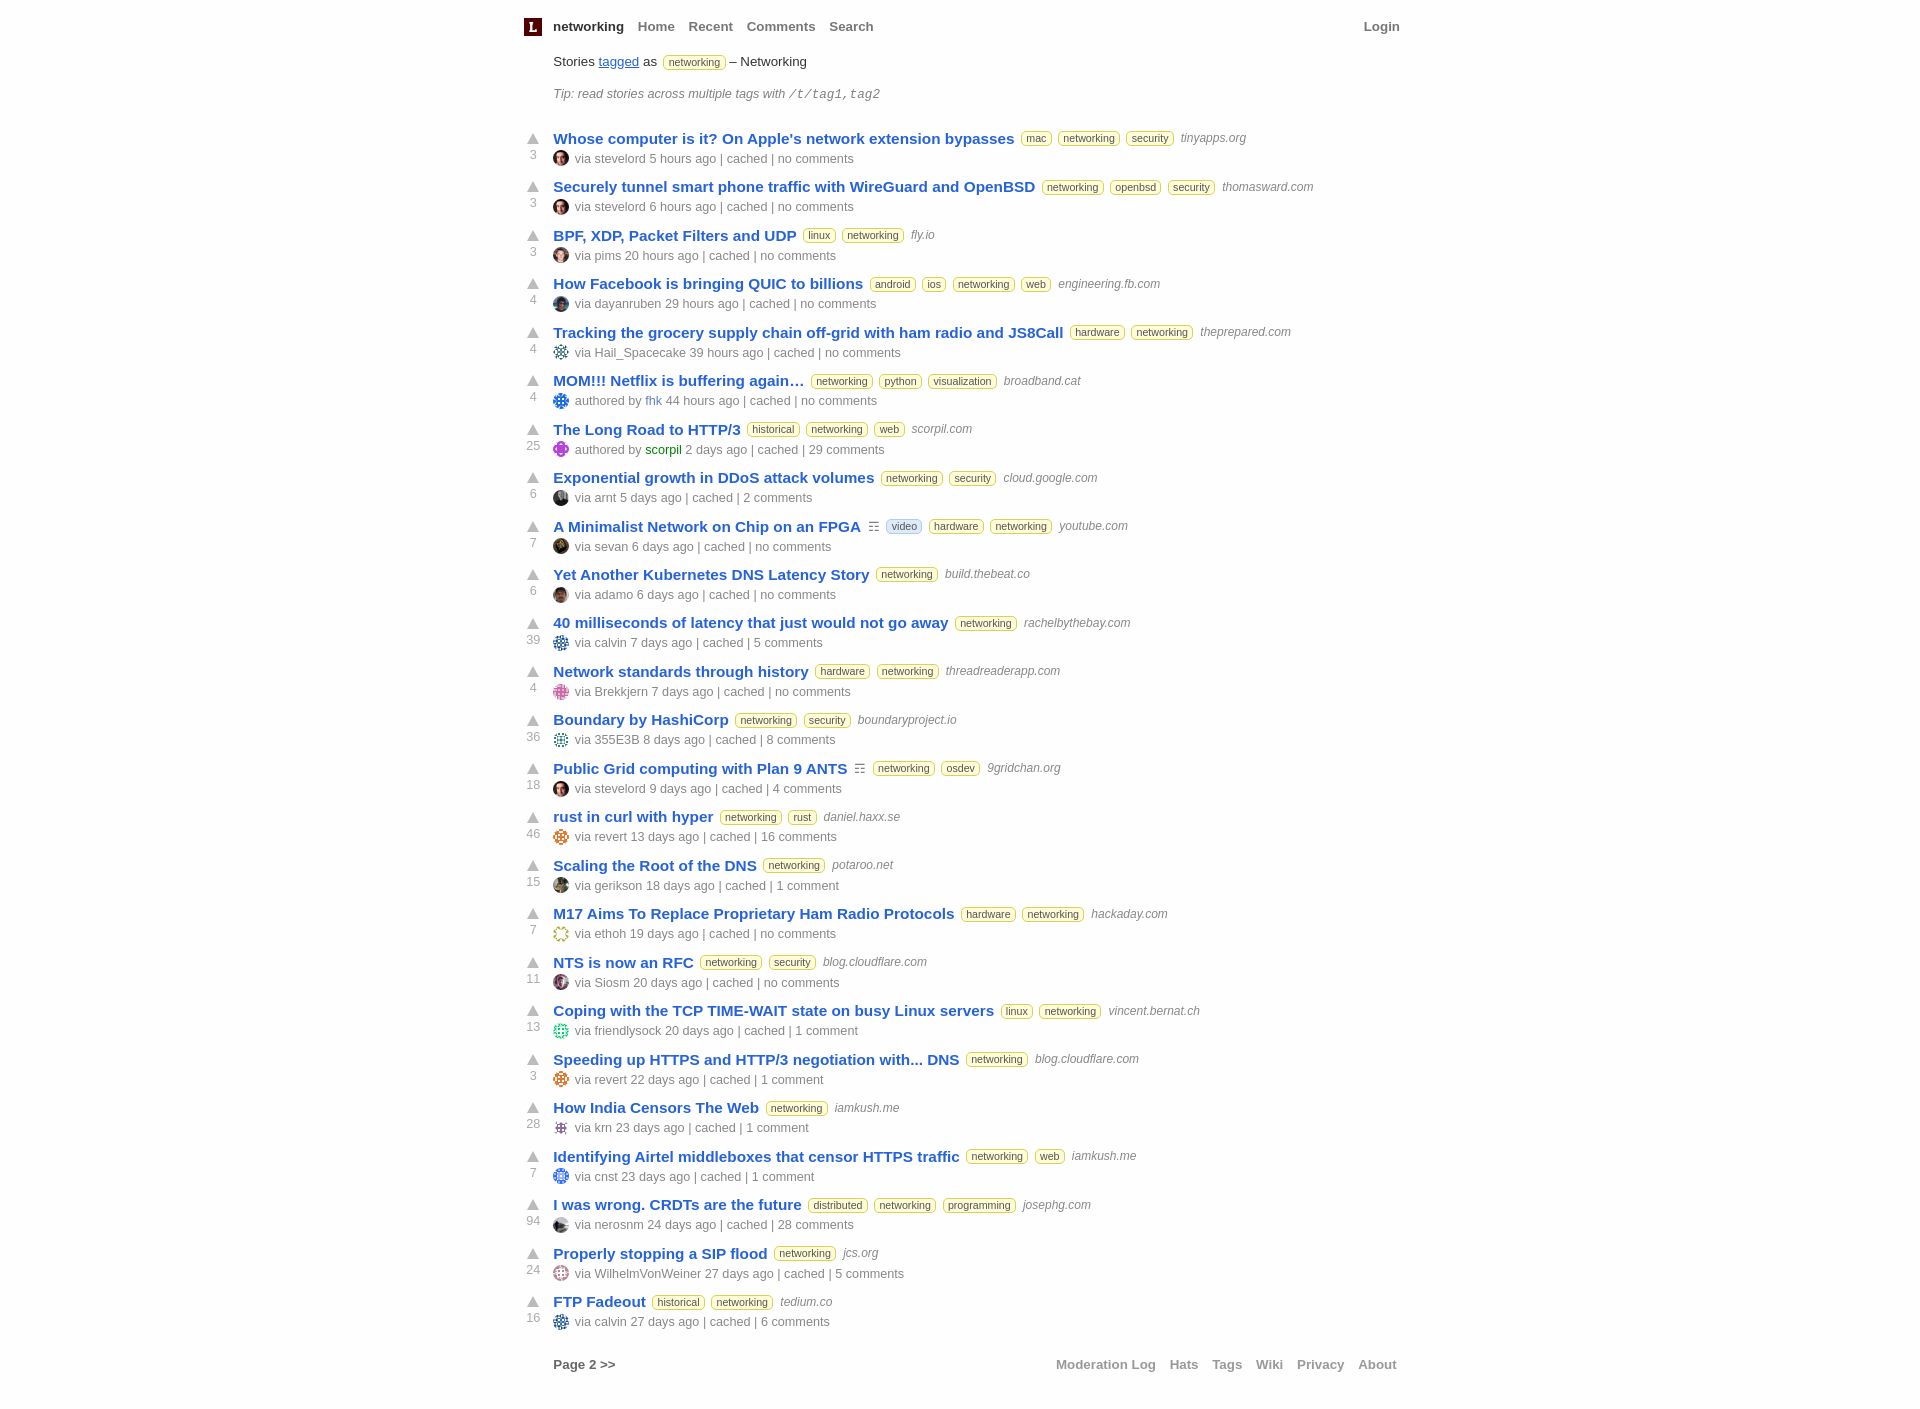 L networking Home Recent Comments Search Login
Stories tagged as networking – Networking
Tip: read stories across multiple tags with /t/tag1,tag2
Whose computer is it? On Apple's network extension bypasses mac networking security tinyapps.org
3 via stevelord 5 hours ago | cached | no comments
Securely tunnel smart phone traffic with WireGuard and OpenBSD networking openbsd security thomasward.com
3 via stevelord 6 hours ago | cached | no comments
BPF, XDP, Packet Filters and UDP linux networking fly.io
3 via pims 20 hours ago | cached | no comments
How Facebook is bringing QUIC to billions android ios networking web engineering.fb.com
4 via dayanruben 29 hours ago | cached | no comments
Tracking the grocery supply chain off-grid with ham radio and JS8Call hardware networking theprepared.com
4 via Hail_Spacecake 39 hours ago | cached | no comments
MOM!!! Netflix is buffering again… networking python visualization broadband.cat
4 authored by fhk 44 hours ago | cached | no comments
The Long Road to HTTP/3 historical networking web scorpil.com
25 authored by scorpil 2 days ago | cached | 29 comments
Exponential growth in DDoS attack volumes networking security cloud.google.com
6 via arnt 5 days ago | cached | 2 comments
A Minimalist Network on Chip on an FPGA ☶ video hardware networking youtube.com
7 via sevan 6 days ago | cached | no comments
Yet Another Kubernetes DNS Latency Story networking build.thebeat.co
6 via adamo 6 days ago | cached | no comments
40 milliseconds of latency that just would not go away networking rachelbythebay.com
39 via calvin 7 days ago | cached | 5 comments
Network standards through history hardware networking threadreaderapp.com
4 via Brekkjern 7 days ago | cached | no comments
Boundary by HashiCorp networking security boundaryproject.io
36 via 355E3B 8 days ago | cached | 8 comments
Public Grid computing with Plan 9 ANTS ☶ networking osdev 9gridchan.org
18 via stevelord 9 days ago | cached | 4 comments
rust in curl with hyper networking rust daniel.haxx.se
46 via revert 13 days ago | cached | 16 comments
Scaling the Root of the DNS networking potaroo.net
15 via gerikson 18 days ago | cached | 1 comment
M17 Aims To Replace Proprietary Ham Radio Protocols hardware networking hackaday.com
7 via ethoh 19 days ago | cached | no comments
NTS is now an RFC networking security blog.cloudflare.com
11 via Siosm 20 days ago | cached | no comments
Coping with the TCP TIME-WAIT state on busy Linux servers linux networking vincent.bernat.ch
13 via friendlysock 20 days ago | cached | 1 comment
Speeding up HTTPS and HTTP/3 negotiation with... DNS networking blog.cloudflare.com
3 via revert 22 days ago | cached | 1 comment
How India Censors The Web networking iamkush.me
28 via krn 23 days ago | cached | 1 comment
Identifying Airtel middleboxes that censor HTTPS traffic networking web iamkush.me
7 via cnst 23 days ago | cached | 1 comment
I was wrong. CRDTs are the future distributed networking programming josephg.com
94 via nerosnm 24 days ago | cached | 28 comments
Properly stopping a SIP flood networking jcs.org
24 via WilhelmVonWeiner 27 days ago | cached | 5 comments
FTP Fadeout historical networking tedium.co
16 via calvin 27 days ago | cached | 6 comments
Page 2 >> Moderation Log Hats Tags Wiki Privacy About